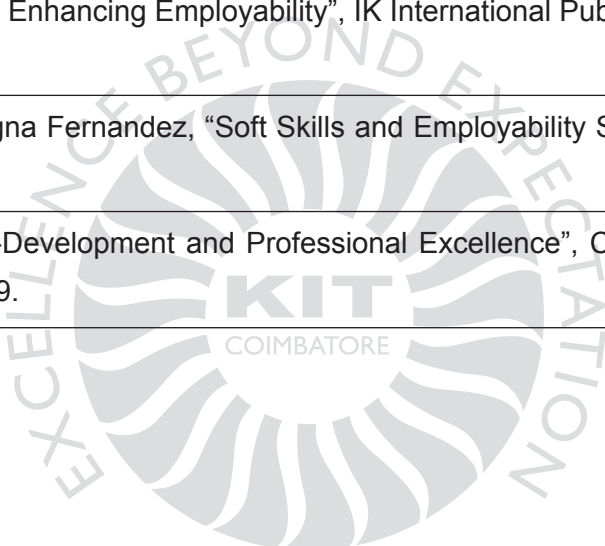 Enhancing Employability”, IK International Pub
gna Fernandez, “Soft Skills and Employability S
-Development and Professional Excellence”, C
9.
EXCELLENCE BEYOND EXPECTATION
KIT
COIMBATORE